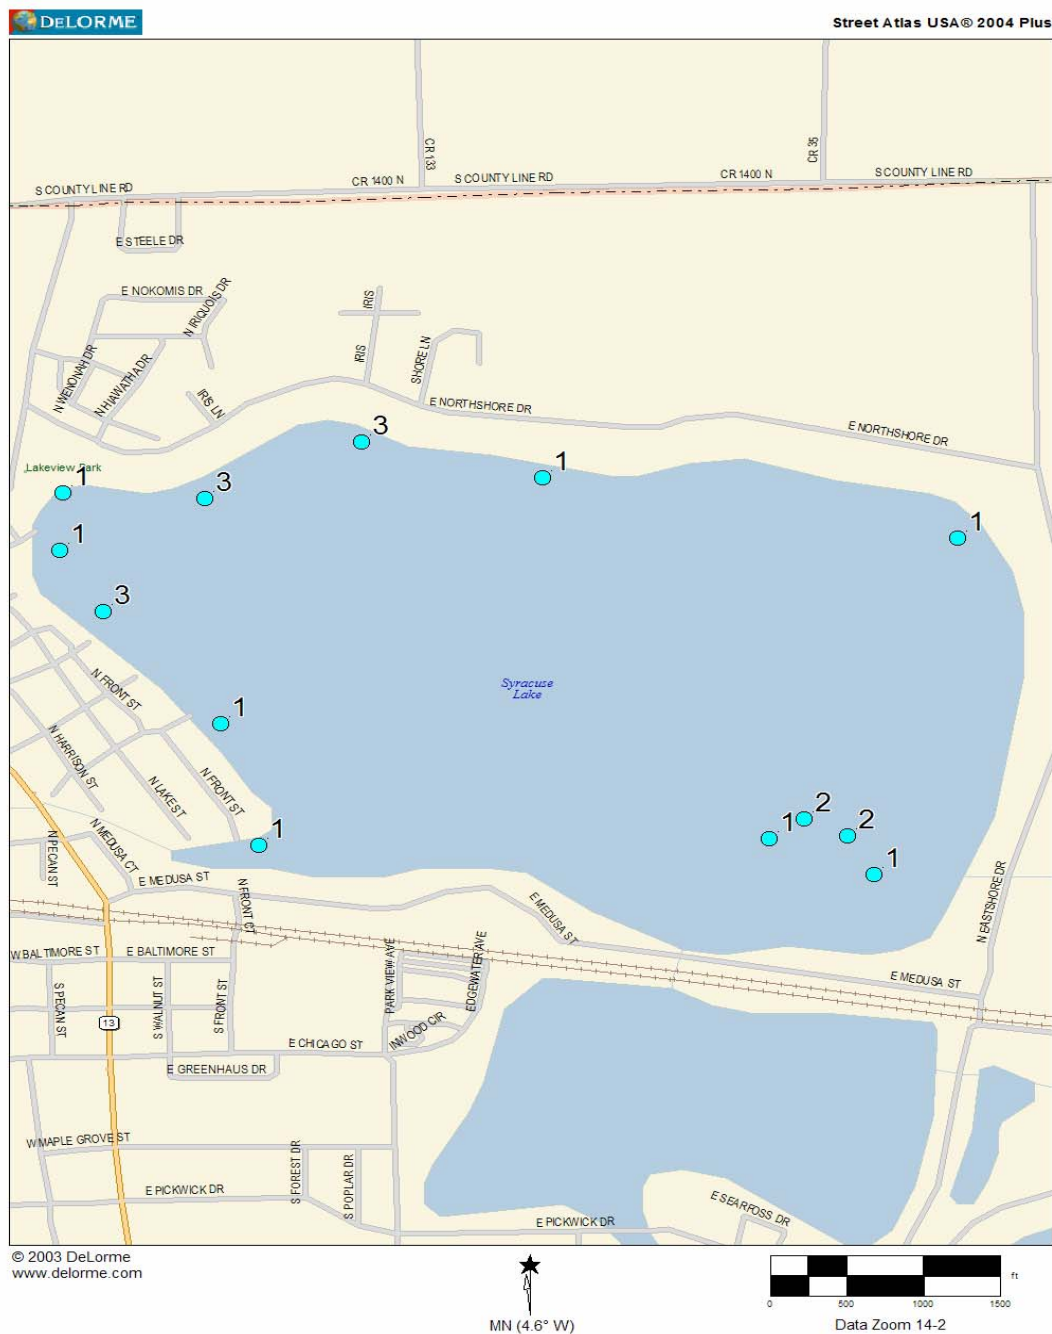 DELORME
Street Atlas USA® 2004 Plus
CR 133
CR 35
S COUNTY LINE RD
CR 1400 N
S COUNTY LINE RD
CR 1400 N
S COUNTY LINE RD
E STEELE DR
E NOKOMIS DR
N IRIQUOIS DR
IRIS
IRIS
SHORE LN
N WENONAH DR
N HIAWATHA DR
IRIS LN
E NORTHSHORE DR
E NORTHSHORE DR
3
Lakeview Park
1
3
1
1
1
3
N FRONT ST
Syracuse
Lake
1
N HARRISON ST
N LAKE ST
N FRONT ST
2
1
2
1
1
N PECAN ST
N MEDUSA CT
E MEDUSA ST
N FRONT CT
E MEDUSA ST
N EASTSHORE DR
W BALTIMORE ST
E BALTIMORE ST
PARK VIEW AVE
EDGEWATER AVE
E MEDUSA ST
S PECAN ST
13
S WALNUT ST
S FRONT ST
INWOOD CIR
E CHICAGO ST
E GREENHAUS DR
W MAPLE GROVE ST
S FOREST DR
S POPLAR DR
E PICKWICK DR
E PICKWICK DR
E SEARFOSS DR
© 2003 DeLorme
www.delorme.com
MN (4.6° W)
ft
0 500 1000 1500
Data Zoom 14-2